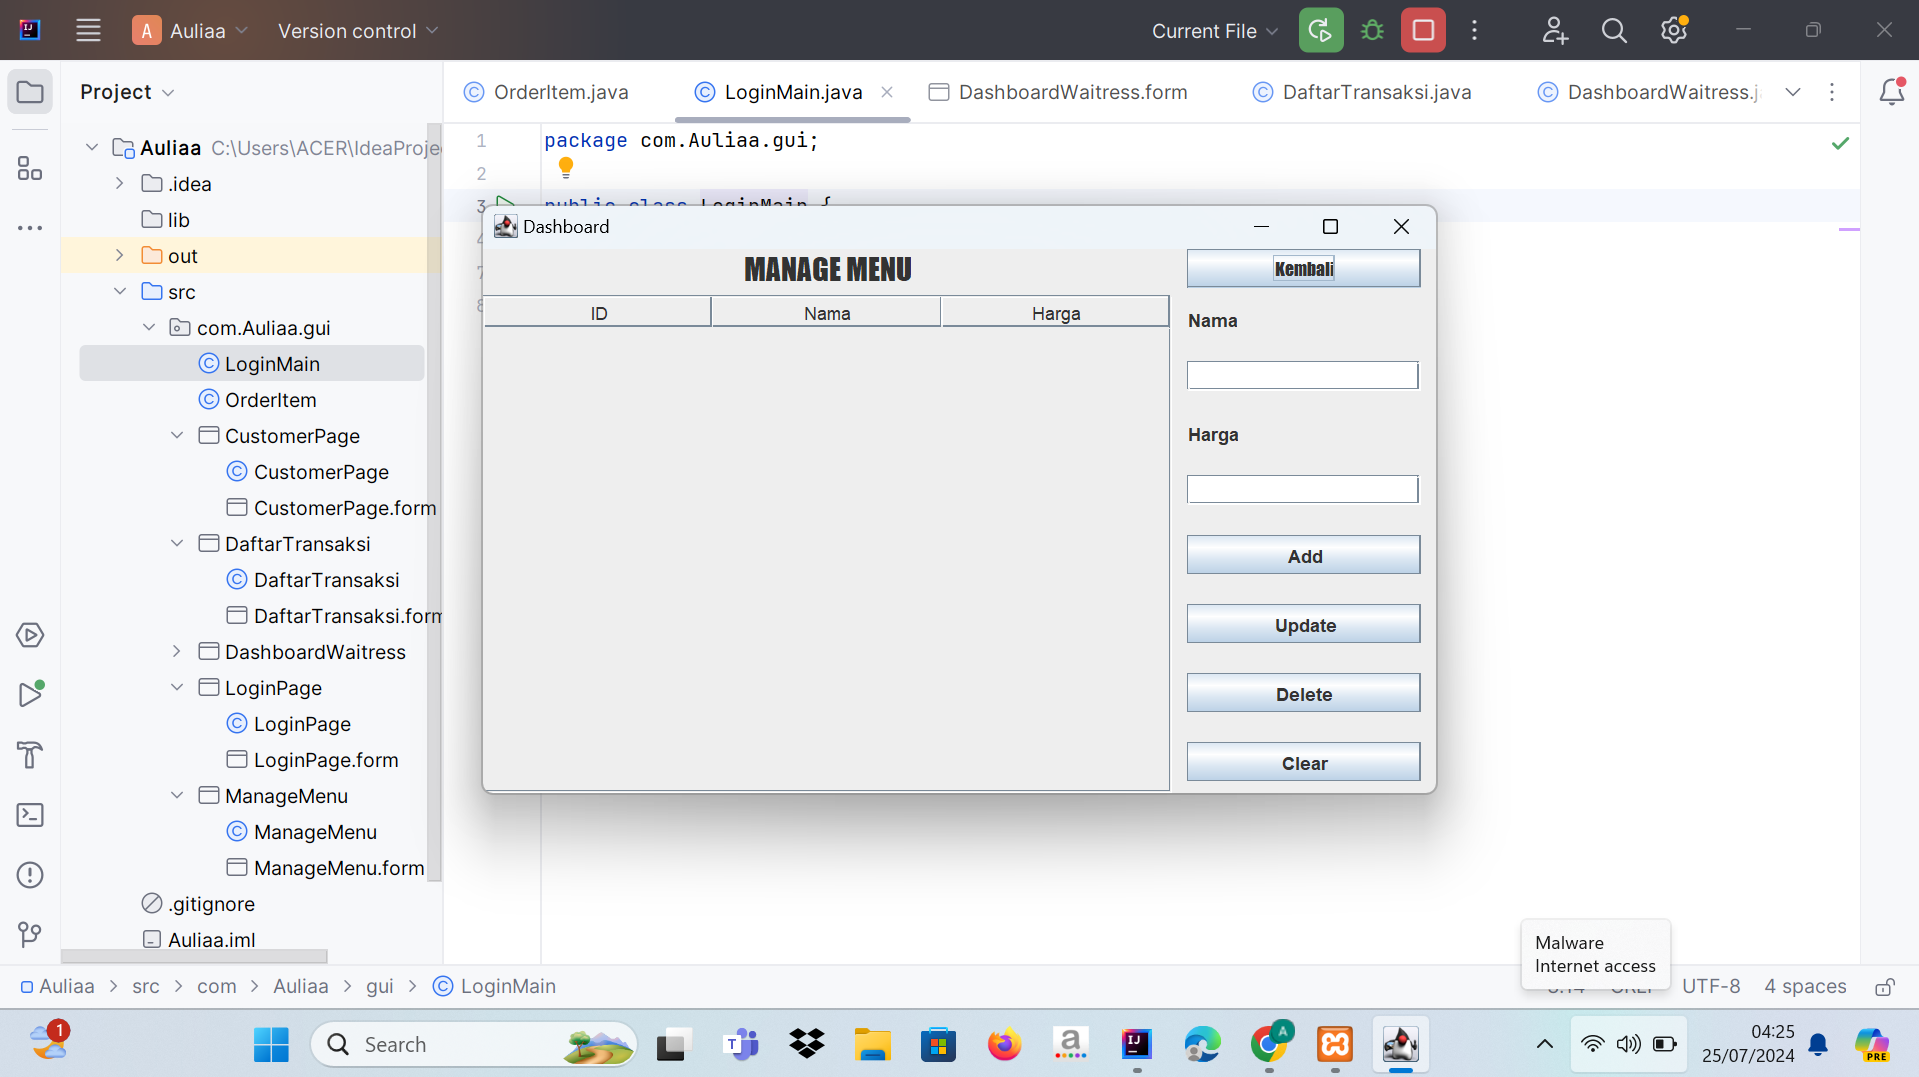 A Auliaa Version control Current File
Project
OrderItem.java LoginMain.java DashboardWaitress.form DaftarTransaksi.java DashboardWaitress.j
Auliaa C:\Users\ACER\IdeaProje
.idea
lib
out
src
com.Auliaa.gui
LoginMain
OrderItem
CustomerPage
CustomerPage
CustomerPage.form
DaftarTransaksi
DaftarTransaksi
DaftarTransaksi.form
DashboardWaitress
LoginPage
LoginPage
LoginPage.form
ManageMenu
ManageMenu
ManageMenu.form
.gitignore
Auliaa.iml
1 package com.Auliaa.gui;
2
3 public class LoginMain {
Dashboard
MANAGE MENU
Kembali
ID Nama Harga
Nama
Harga
Add
Update
Delete
Clear
Malware
Internet access
Auliaa > src > com > Auliaa > gui > LoginMain
UTF-8 4 spaces
1
Search
04:25
25/07/2024
PRE